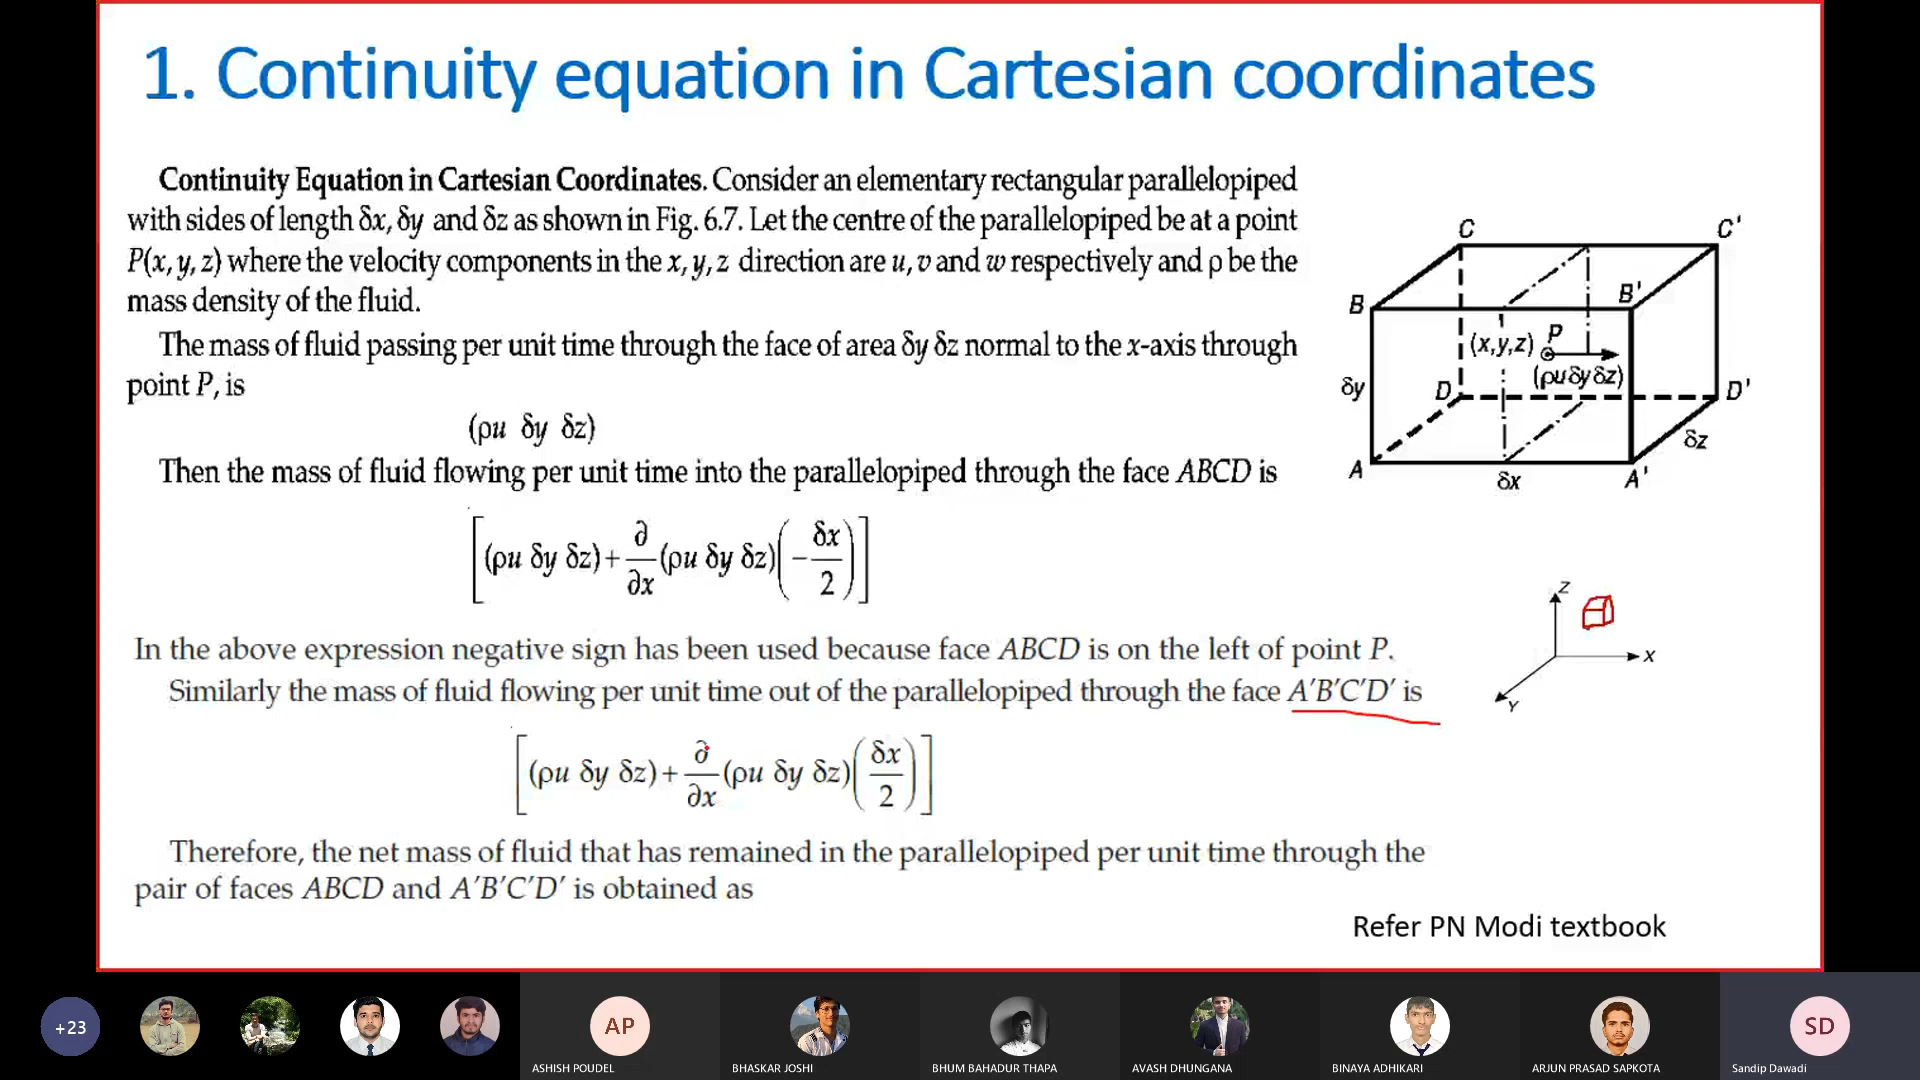 1. Continuity equation in Cartesian coordinates
Continuity Equation in Cartesian Coordinates. Consider an elementary rectangular parallelopiped
with sides of length δx, δy and δz as shown in Fig. 6.7. Let the centre of the parallelopiped be at a point
P(x, y, z) where the velocity components in the x, y, z direction are u, v and w respectively and ρ be the
mass density of the fluid.
The mass of fluid passing per unit time through the face of area δy δz normal to the x-axis through
point P, is
(ρu δy δz)
Then the mass of fluid flowing per unit time into the parallelopiped through the face ABCD is
[(ρu δy δz) + ∂/∂x (ρu δy δz) (− δx/2)]
In the above expression negative sign has been used because face ABCD is on the left of point P.
Similarly the mass of fluid flowing per unit time out of the parallelopiped through the face A′B′C′D′ is
[(ρu δy δz) + ∂/∂x (ρu δy δz) (δx/2)]
Therefore, the net mass of fluid that has remained in the parallelopiped per unit time through the
pair of faces ABCD and A′B′C′D′ is obtained as
C C'
B B'
(x,y,z) P
(ρuδyδz)
δy D D'
δz
A δx A'
Z
X
Y
Refer PN Modi textbook
+23
AP
SD
ASHISH POUDEL
BHASKAR JOSHI
BHUM BAHADUR THAPA
AVASH DHUNGANA
BINAYA ADHIKARI
ARJUN PRASAD SAPKOTA
Sandip Dawadi